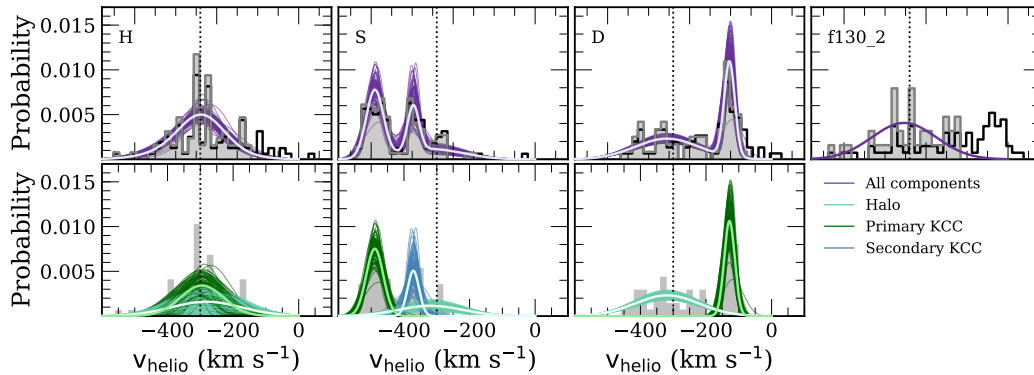 H
S
D
f130_2
Probability
0.015
0.010
0.005
All components
Halo
Primary KCC
Secondary KCC
Probability
0.015
0.010
0.005
−400 −200 0
−400 −200 0
−400 −200 0
v_helio (km s⁻¹)
v_helio (km s⁻¹)
v_helio (km s⁻¹)